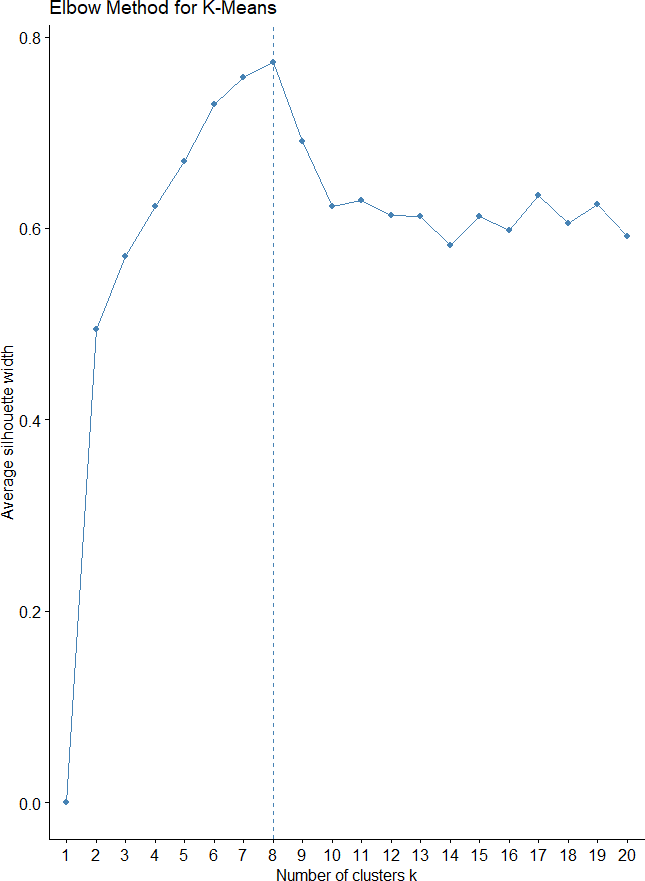 Elbow Method for K-Means
Average silhouette width
0.8
0.6
0.4
0.2
0.0
1 2 3 4 5 6 7 8 9 10 11 12 13 14 15 16 17 18 19 20
Number of clusters k